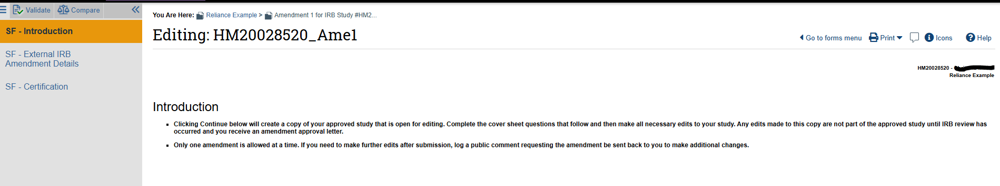 Validate Compare
SF - Introduction
SF - External IRB
Amendment Details
SF - Certification
You Are Here: Reliance Example > Amendment 1 for IRB Study #HM2...
Editing: HM20028520_Ame1
Go to forms menu Print Icons Help
HM20028520 -
Reliance Example
Introduction
Clicking Continue below will create a copy of your approved study that is open for editing. Complete the cover sheet questions that follow and then make all necessary edits to your study. Any edits made to this copy are not part of the approved study until IRB review has
occurred and you receive an amendment approval letter.
Only one amendment is allowed at a time. If you need to make further edits after submission, log a public comment requesting the amendment be sent back to you to make additional changes.